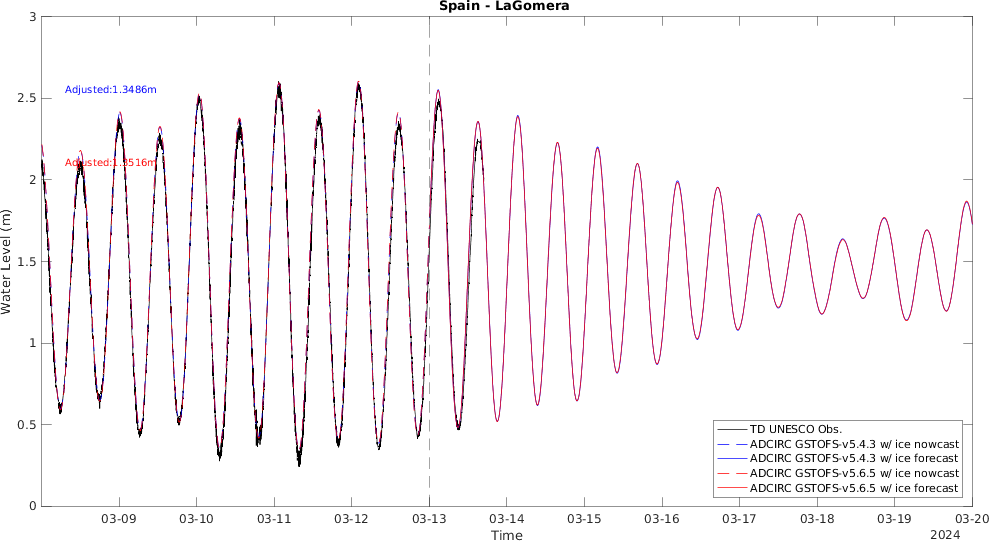 Spain - LaGomera
3
2.5
2
1.5
1
0.5
0
Water Level (m)
Adjusted:1.3486m
Adjusted:1.3516m
TD UNESCO Obs.
ADCIRC GSTOFS-v5.4.3 w/ ice nowcast
ADCIRC GSTOFS-v5.4.3 w/ ice forecast
ADCIRC GSTOFS-v5.6.5 w/ ice nowcast
ADCIRC GSTOFS-v5.6.5 w/ ice forecast
03-09 03-10 03-11 03-12 03-13 03-14 03-15 03-16 03-17 03-18 03-19 03-20
Time
2024